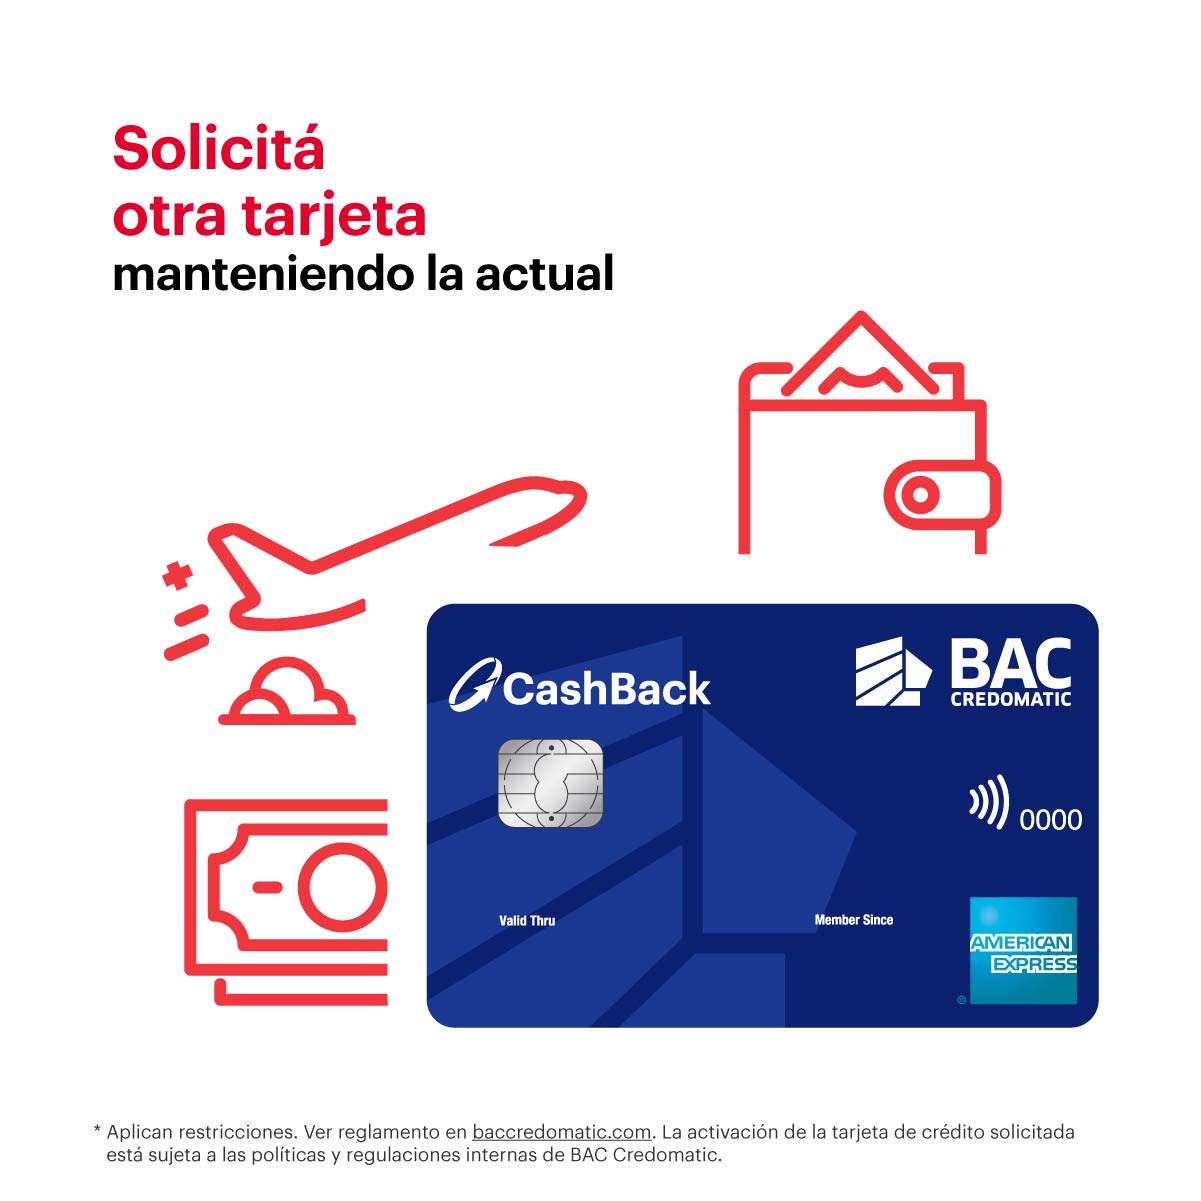 Solicitá
otra tarjeta
manteniendo la actual
CashBack
BAC
CREDOMATIC
0000
Valid Thru
Member Since
AMERICAN
EXPRESS
®
* Aplican restricciones. Ver reglamento en baccredomatic.com. La activación de la tarjeta de crédito solicitada
está sujeta a las políticas y regulaciones internas de BAC Credomatic.